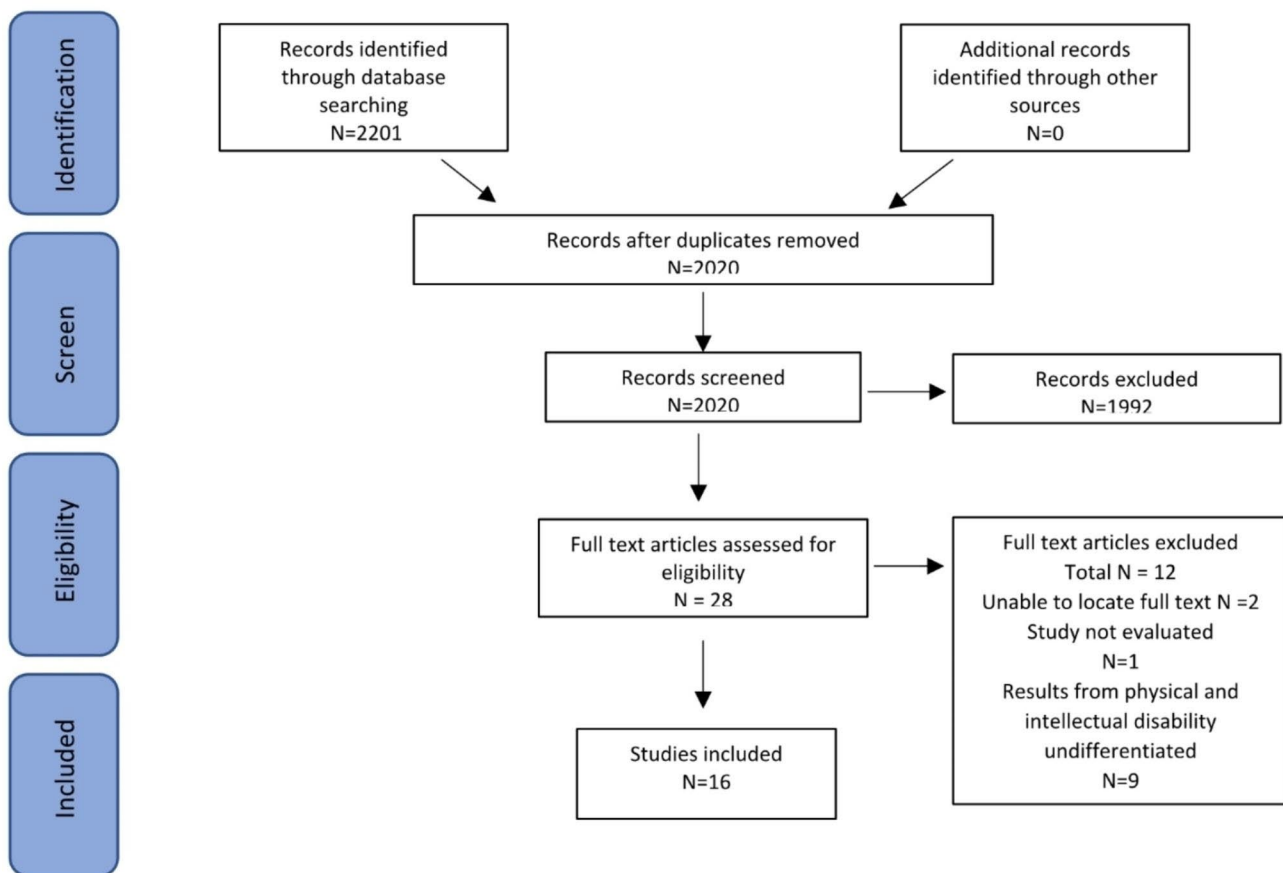 Identification
Records identified
through database
searching
N=2201
Additional records
identified through other
sources
N=0
Records after duplicates removed
N=2020
Screen
Records screened
N=2020
Records excluded
N=1992
Eligibility
Full text articles assessed for
eligibility
N = 28
Full text articles excluded
Total N = 12
Unable to locate full text N =2
Study not evaluated
N=1
Results from physical and
intellectual disability
undifferentiated
N=9
Included
Studies included
N=16